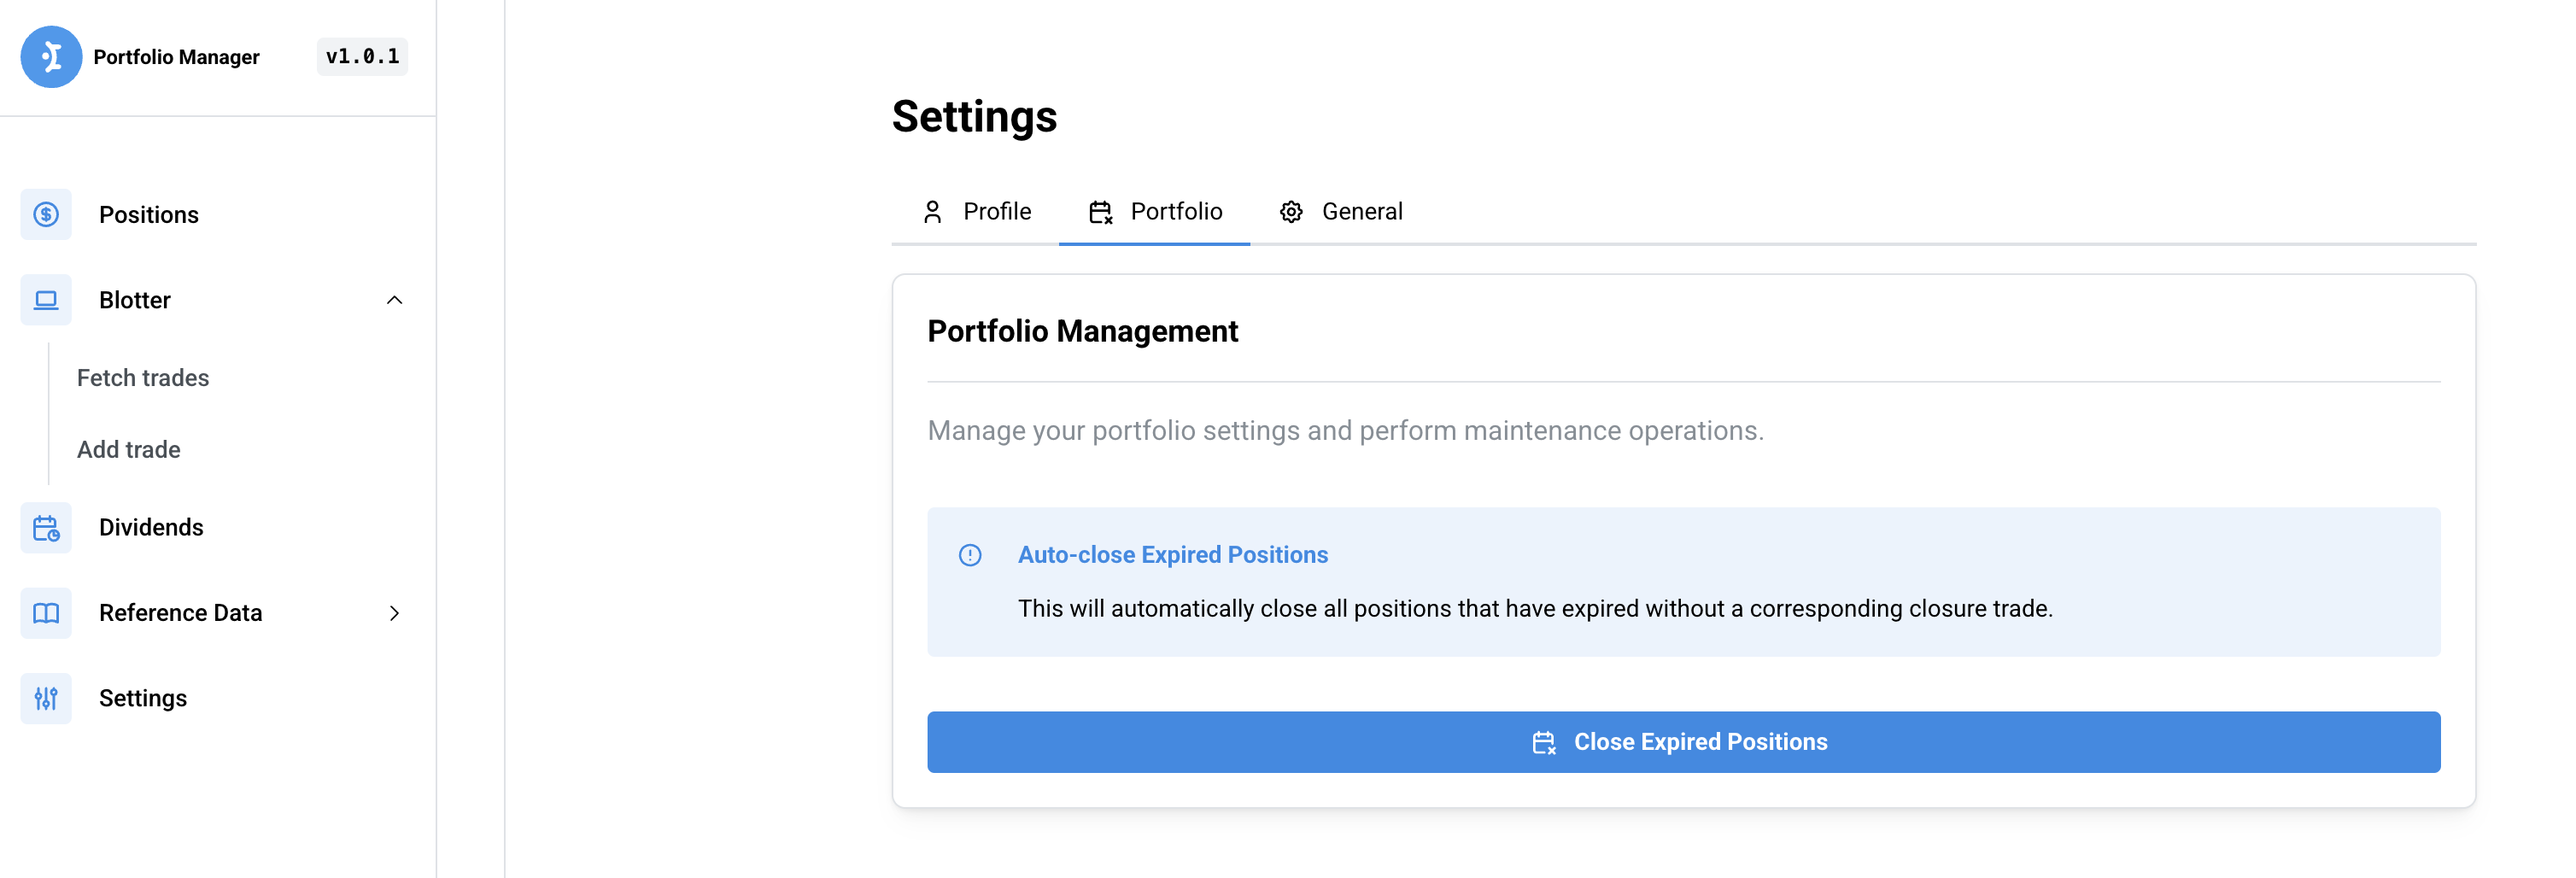 Portfolio Manager
v1.0.1
Positions
Blotter
Fetch trades
Add trade
Dividends
Reference Data
Settings
Settings
Profile
Portfolio
General
Portfolio Management
Manage your portfolio settings and perform maintenance operations.
Auto-close Expired Positions
This will automatically close all positions that have expired without a corresponding closure trade.
Close Expired Positions